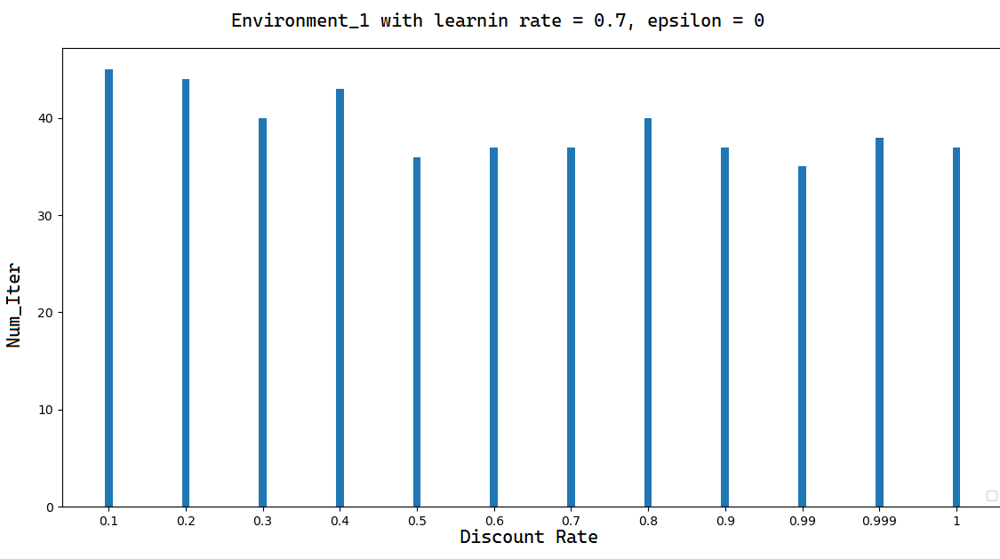 Environment_1 with learnin rate = 0.7, epsilon = 0
Num_Iter
40
30
20
10
0
0.1 0.2 0.3 0.4 0.5 0.6 0.7 0.8 0.9 0.99 0.999 1
Discount Rate